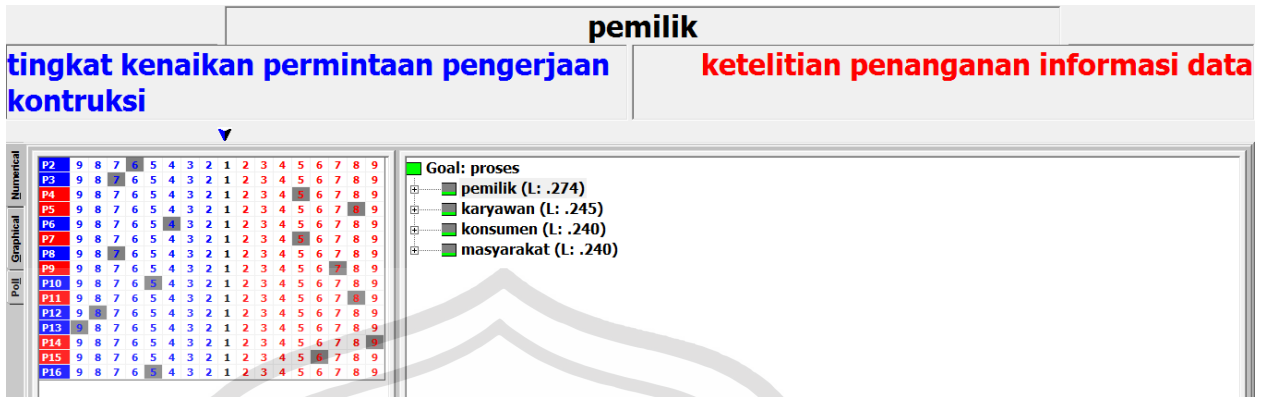 pemilik
tingkat kenaikan permintaan pengerjaan
kontruksi
ketelitian penanganan informasi data
Numerical
Graphical
Poll
P2 9 8 7 6 5 4 3 2 1 2 3 4 5 6 7 8 9
P3 9 8 7 6 5 4 3 2 1 2 3 4 5 6 7 8 9
P4 9 8 7 6 5 4 3 2 1 2 3 4 5 6 7 8 9
P5 9 8 7 6 5 4 3 2 1 2 3 4 5 6 7 8 9
P6 9 8 7 6 5 4 3 2 1 2 3 4 5 6 7 8 9
P7 9 8 7 6 5 4 3 2 1 2 3 4 5 6 7 8 9
P8 9 8 7 6 5 4 3 2 1 2 3 4 5 6 7 8 9
P9 9 8 7 6 5 4 3 2 1 2 3 4 5 6 7 8 9
P10 9 8 7 6 5 4 3 2 1 2 3 4 5 6 7 8 9
P11 9 8 7 6 5 4 3 2 1 2 3 4 5 6 7 8 9
P12 9 8 7 6 5 4 3 2 1 2 3 4 5 6 7 8 9
P13 9 8 7 6 5 4 3 2 1 2 3 4 5 6 7 8 9
P14 9 8 7 6 5 4 3 2 1 2 3 4 5 6 7 8 9
P15 9 8 7 6 5 4 3 2 1 2 3 4 5 6 7 8 9
P16 9 8 7 6 5 4 3 2 1 2 3 4 5 6 7 8 9
Goal: proses
pemilik (L: .274)
karyawan (L: .245)
konsumen (L: .240)
masyarakat (L: .240)